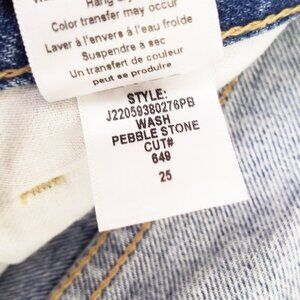 Hang
Color transfer may occur
Laver à l'envers à l'eau froide
Suspendre à sec
Un transfert de couleur
peut se produire
STYLE:
J22059380276PB
WASH
PEBBLE STONE
CUT#
649
25